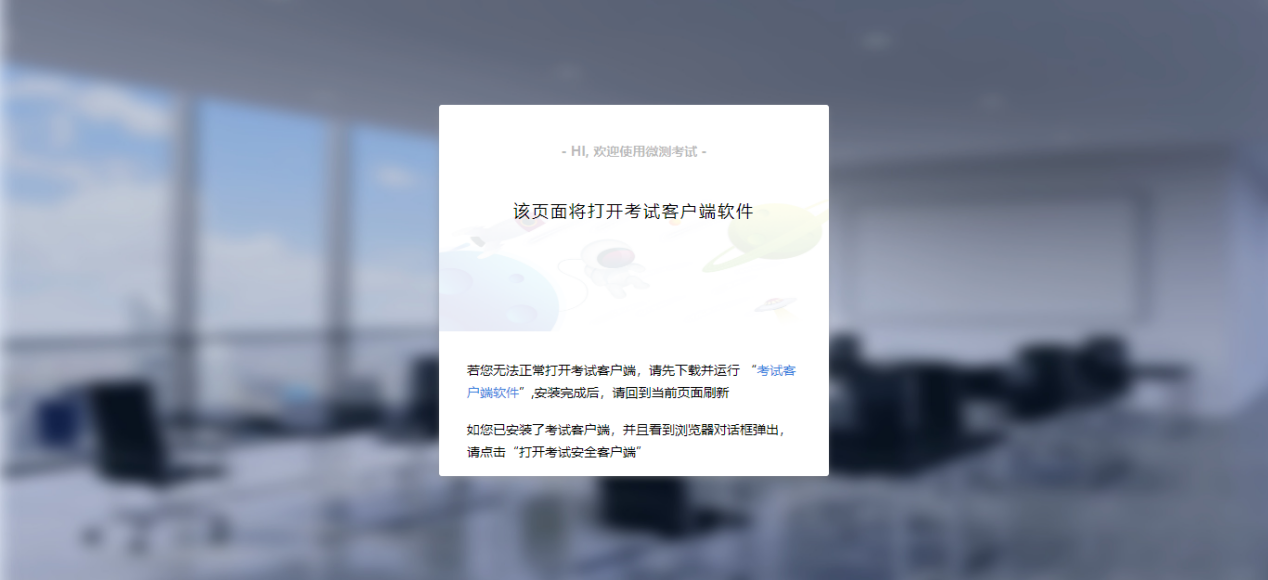 - HI, 欢迎使用微测考试 -
该页面将打开考试客户端软件
若您无法正常打开考试客户端，请先下载并运行 “考试客
户端软件”,安装完成后，请回到当前页面刷新
如您已安装了考试客户端，并且看到浏览器对话框弹出，
请点击“打开考试安全客户端”